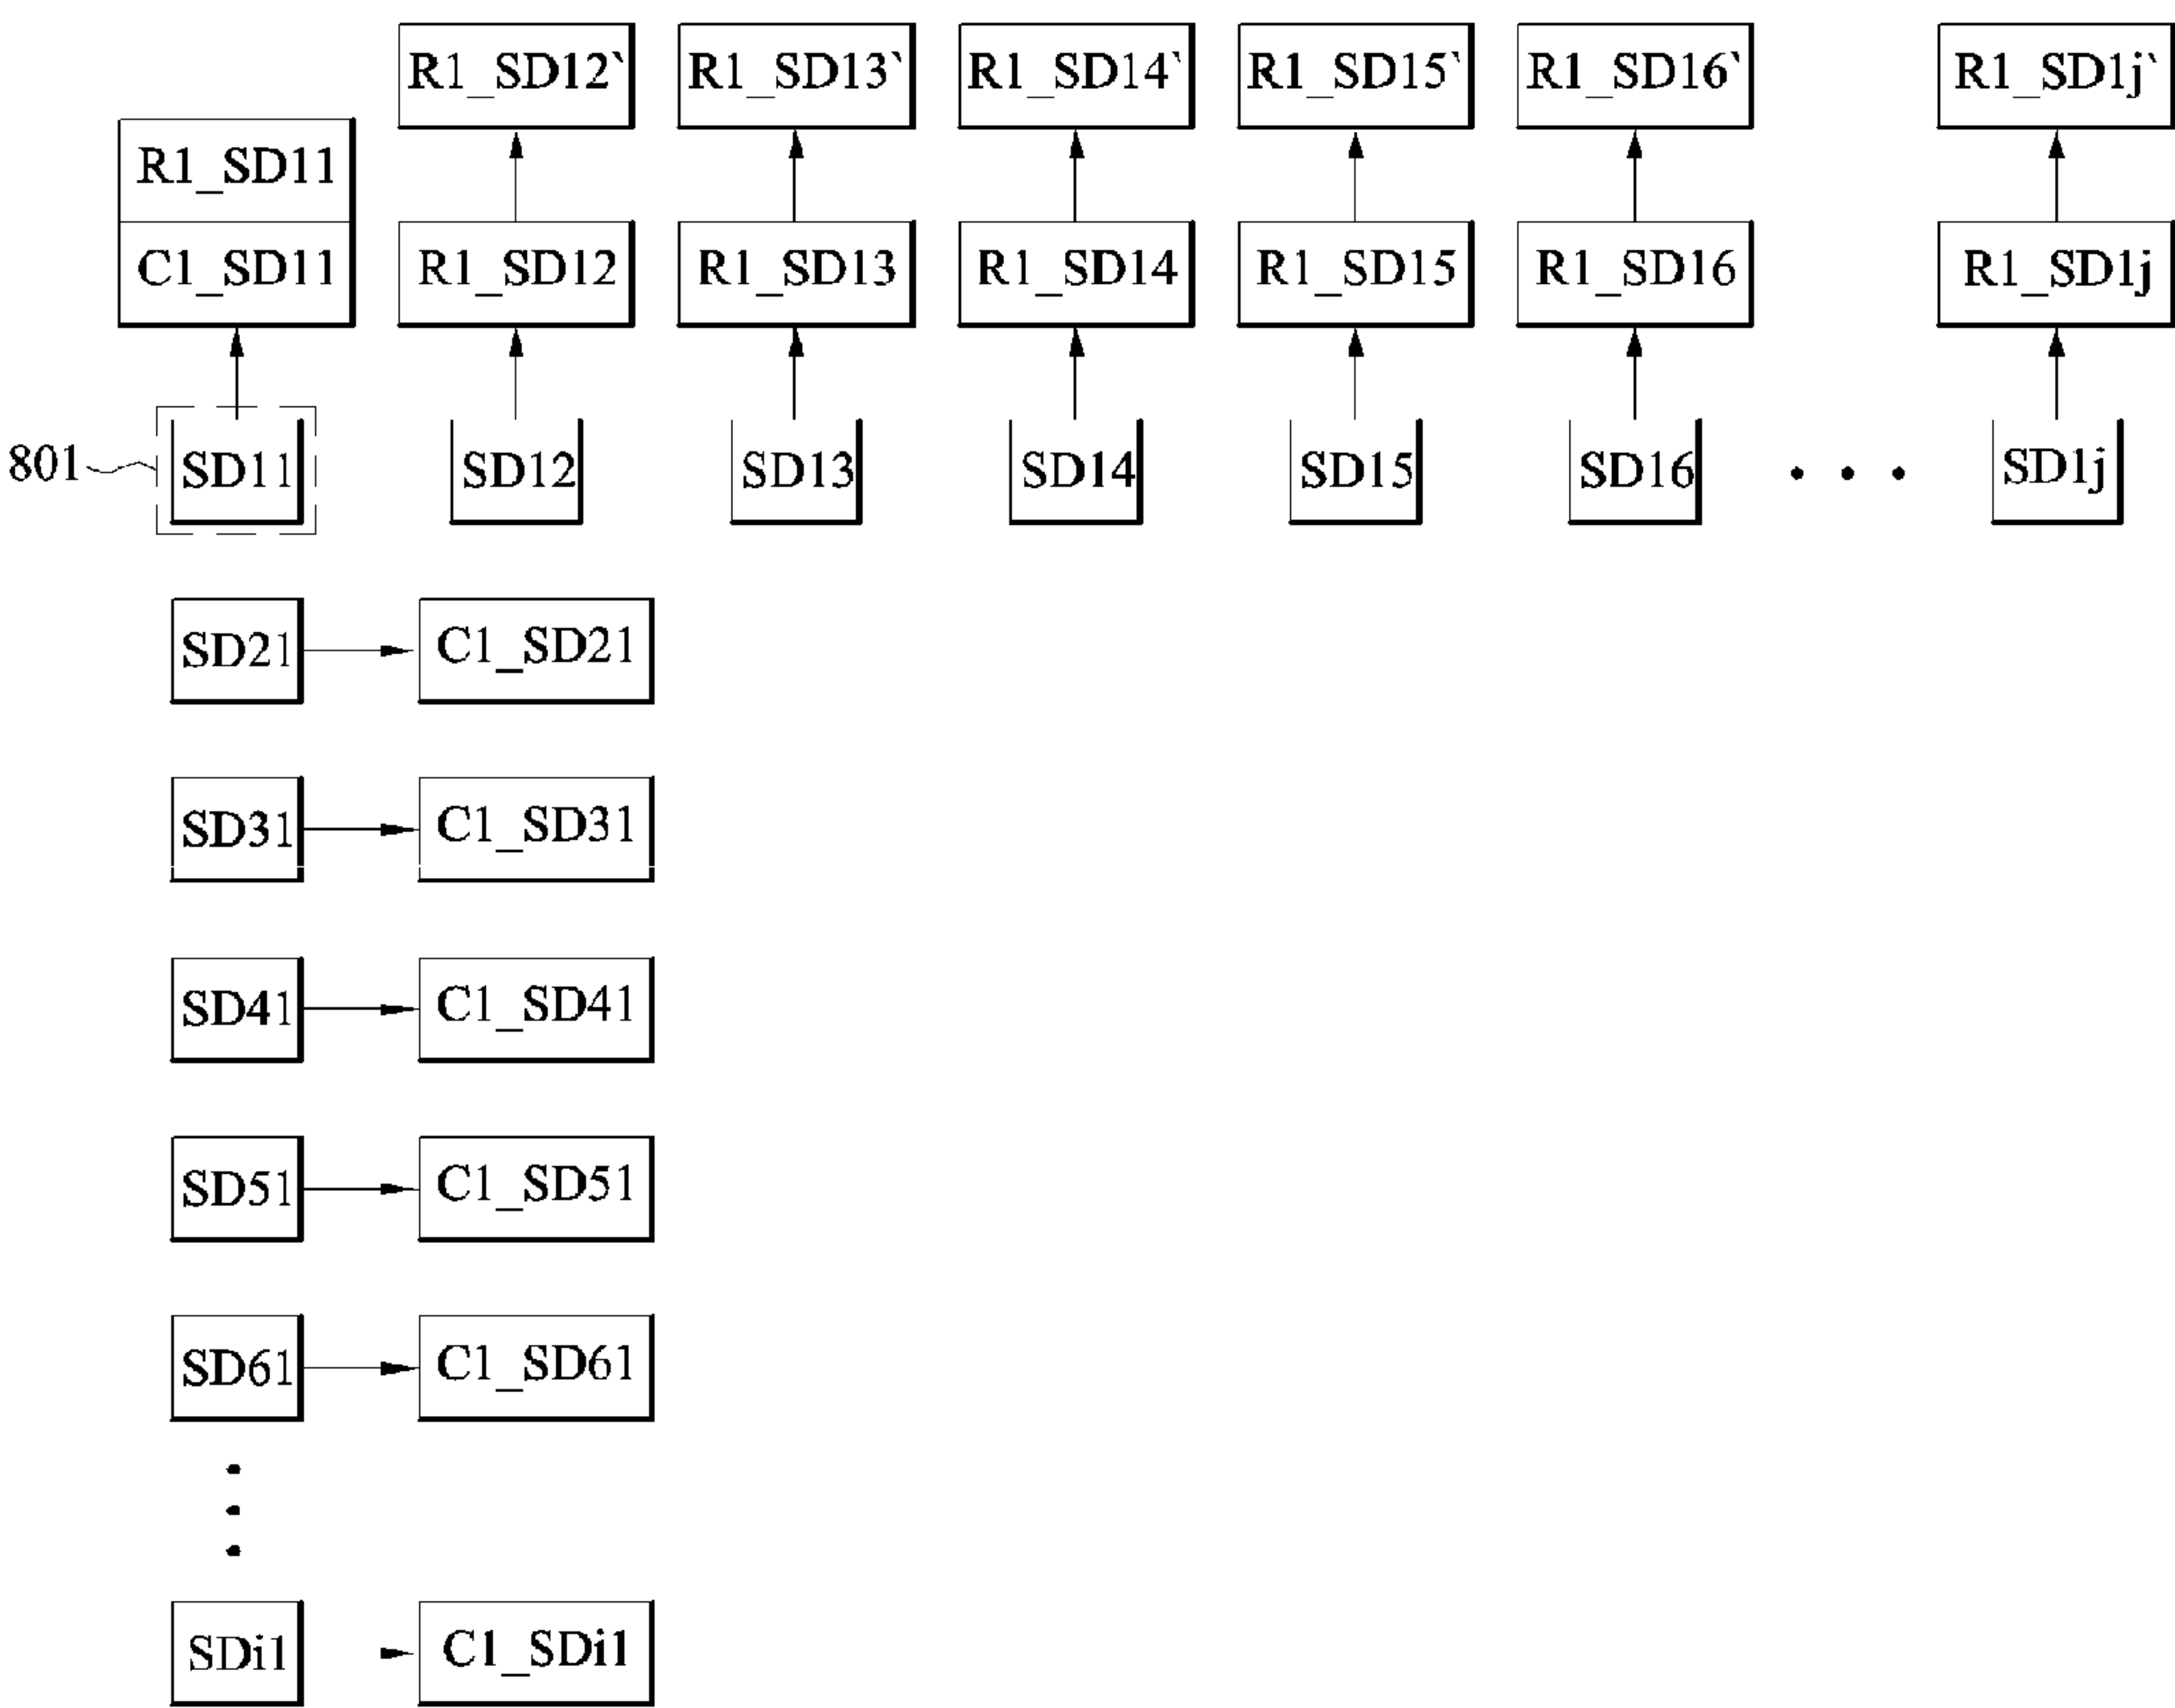 R1_SD12` R1_SD13` R1_SD14` R1_SD15` R1_SD16` R1_SD1j`
R1_SD11
C1_SD11 R1_SD12 R1_SD13 R1_SD14 R1_SD15 R1_SD16 R1_SD1j
801 SD11 SD12 SD13 SD14 SD15 SD16 • • • SD1j
SD21 C1_SD21
SD31 C1_SD31
SD41 C1_SD41
SD51 C1_SD51
SD61 C1_SD61
SDi1 C1_SDi1